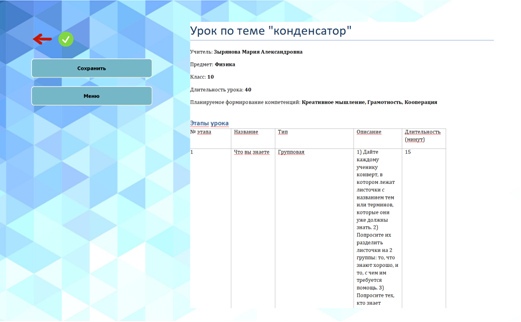 Урок по теме "конденсатор"
Сохранить
Меню
Учитель: Зырянова Мария Александровна
Предмет: Физика
Класс: 10
Длительность урока: 40
Планируемое формирование компетенций: Креативное мышление, Грамотность, Кооперация
Этапы урока
№ этапа Название Тип Описание Длительность
(минут)
1 Что вы знаете Групповая 1) Дайте 15
каждому
ученику
конверт, в
котором лежат
листочки с
названием тем
или терминов,
которые они
уже должны
знать. 2)
Попросите их
разделить
листочки на 2
группы: то, что
знают хорошо, и
то, с чем им
требуется
помощь. 3)
Попросите тех,
кто знает